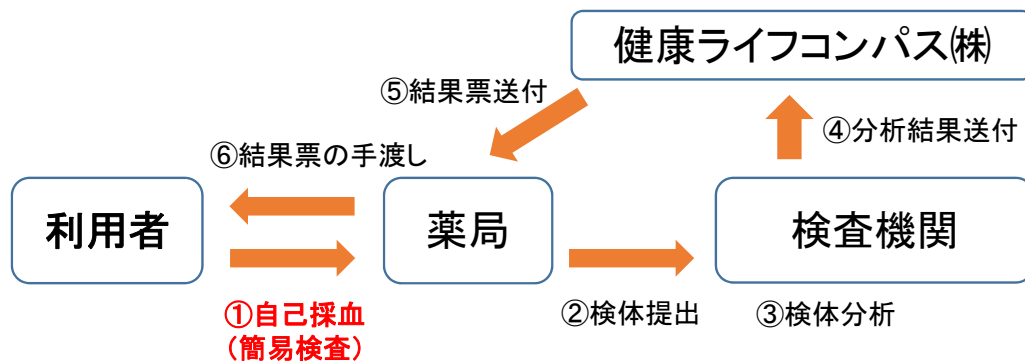 健康ライフコンパス㈱
⑤結果票送付
④分析結果送付
⑥結果票の手渡し
利用者
薬局
検査機関
①自己採血
(簡易検査)
②検体提出
③検体分析